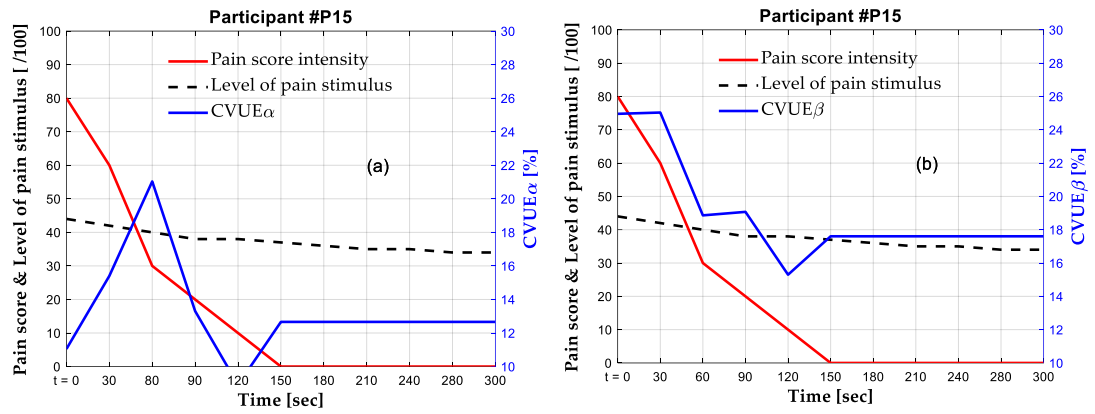 Participant #P15
Pain score & Level of pain stimulus [ /100]
100
90
80
70
60
50
40
30
20
10
0
Pain score intensity
Level of pain stimulus
CVUEα
(a)
30
28
26
24
22
20
18
16
14
12
10
CVUEα [%]
t = 0 30 80 90 120 150 180 210 240 270 300
Time [sec]
Participant #P15
Pain score & Level of pain stimulus [ /100]
100
90
80
70
60
50
40
30
20
10
0
Pain score intensity
Level of pain stimulus
CVUEβ
(b)
30
28
26
24
22
20
18
16
14
12
10
CVUEβ [%]
t = 0 30 60 90 120 150 180 210 240 270 300
Time [sec]